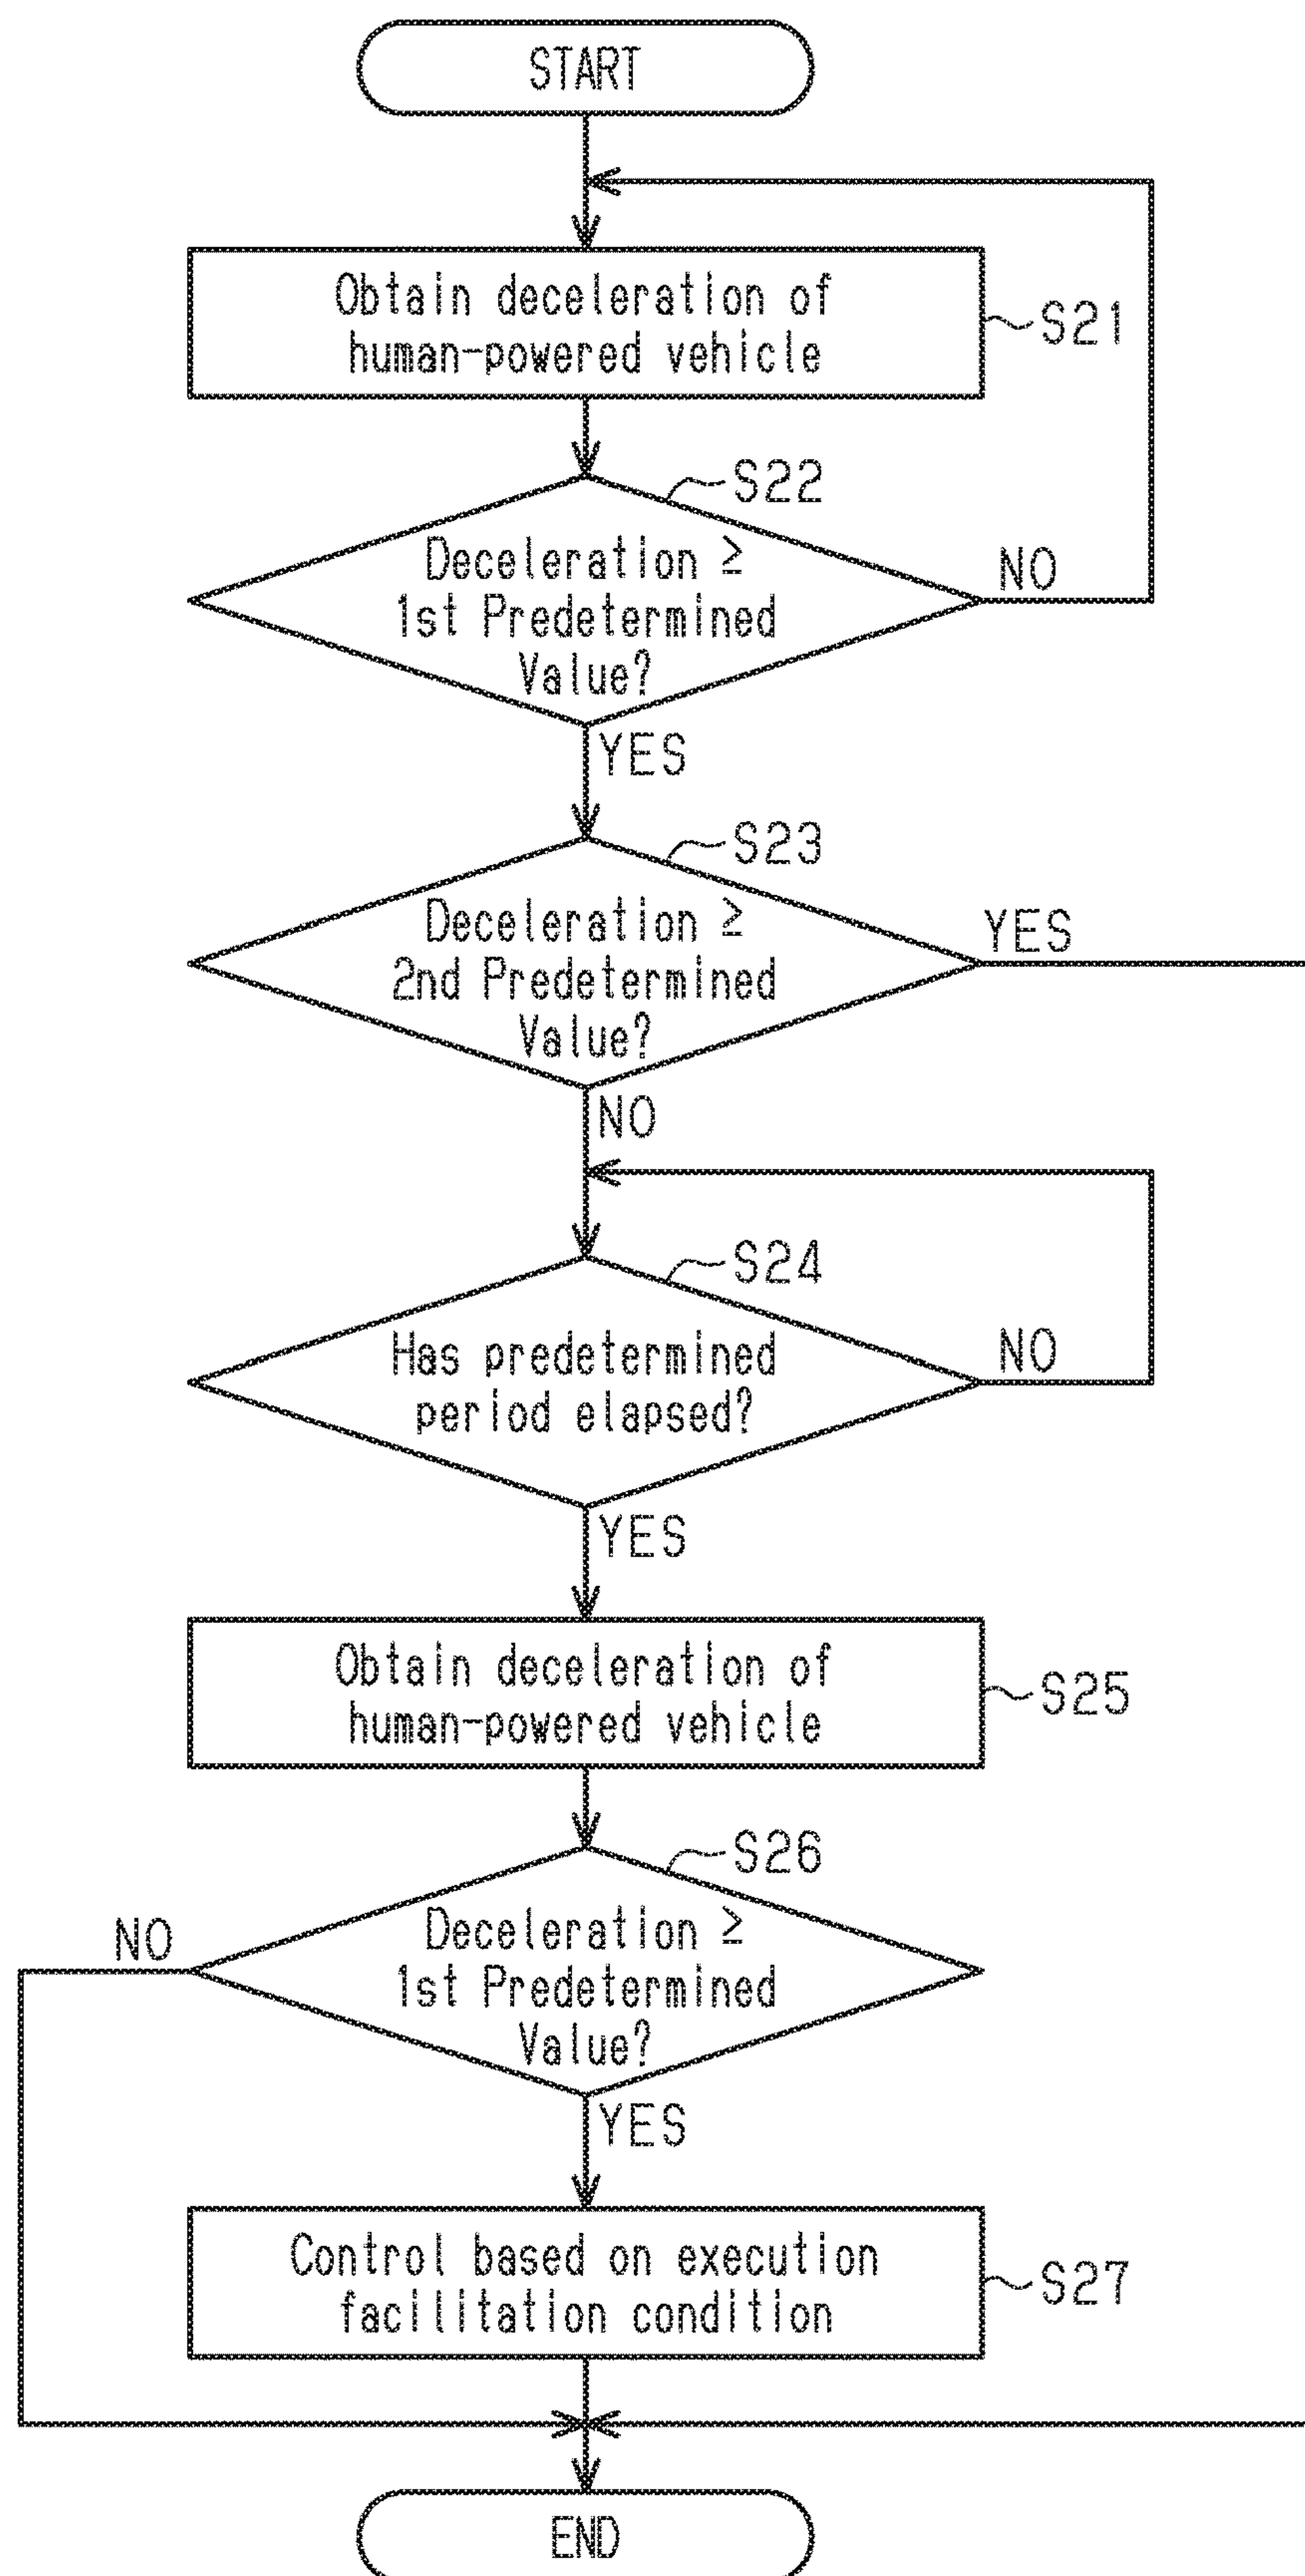 START
Obtain deceleration of
human-powered vehicle
S21
S22
Deceleration ≥
1st Predetermined
Value?
NO
YES
S23
Deceleration ≥
2nd Predetermined
Value?
YES
NO
S24
Has predetermined
period elapsed?
NO
YES
Obtain deceleration of
human-powered vehicle
S25
S26
Deceleration ≥
1st Predetermined
Value?
NO
YES
Control based on execution
facilitation condition
S27
END